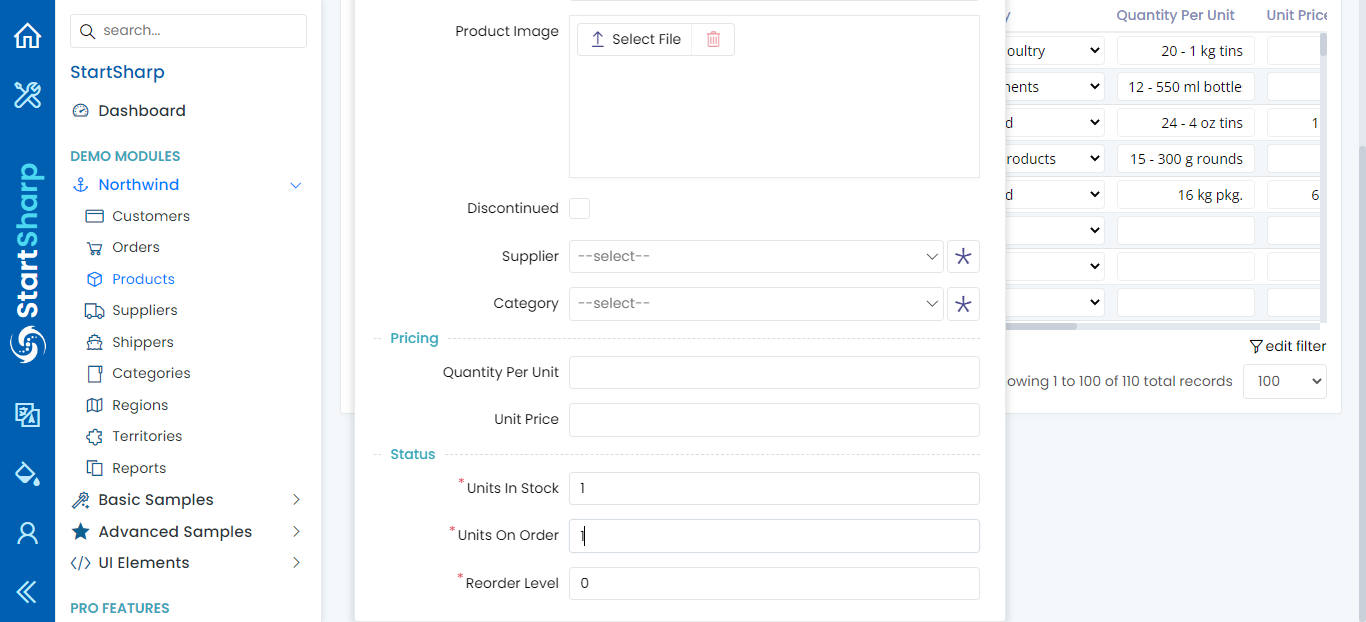 search...
StartSharp
Dashboard
DEMO MODULES
Northwind
Customers
Orders
Products
Suppliers
Shippers
Categories
Regions
Territories
Reports
Basic Samples
Advanced Samples
UI Elements
PRO FEATURES
StartSharp
Product Image
Select File
Discontinued
Supplier
--select--
Category
--select--
Pricing
Quantity Per Unit
Unit Price
Status
*Units In Stock
1
*Units On Order
1
*Reorder Level
0
Quantity Per Unit
Unit Price
oultry
20 - 1 kg tins
nents
12 - 550 ml bottle
d
24 - 4 oz tins
1
roducts
15 - 300 g rounds
d
16 kg pkg.
6
edit filter
owing 1 to 100 of 110 total records
100